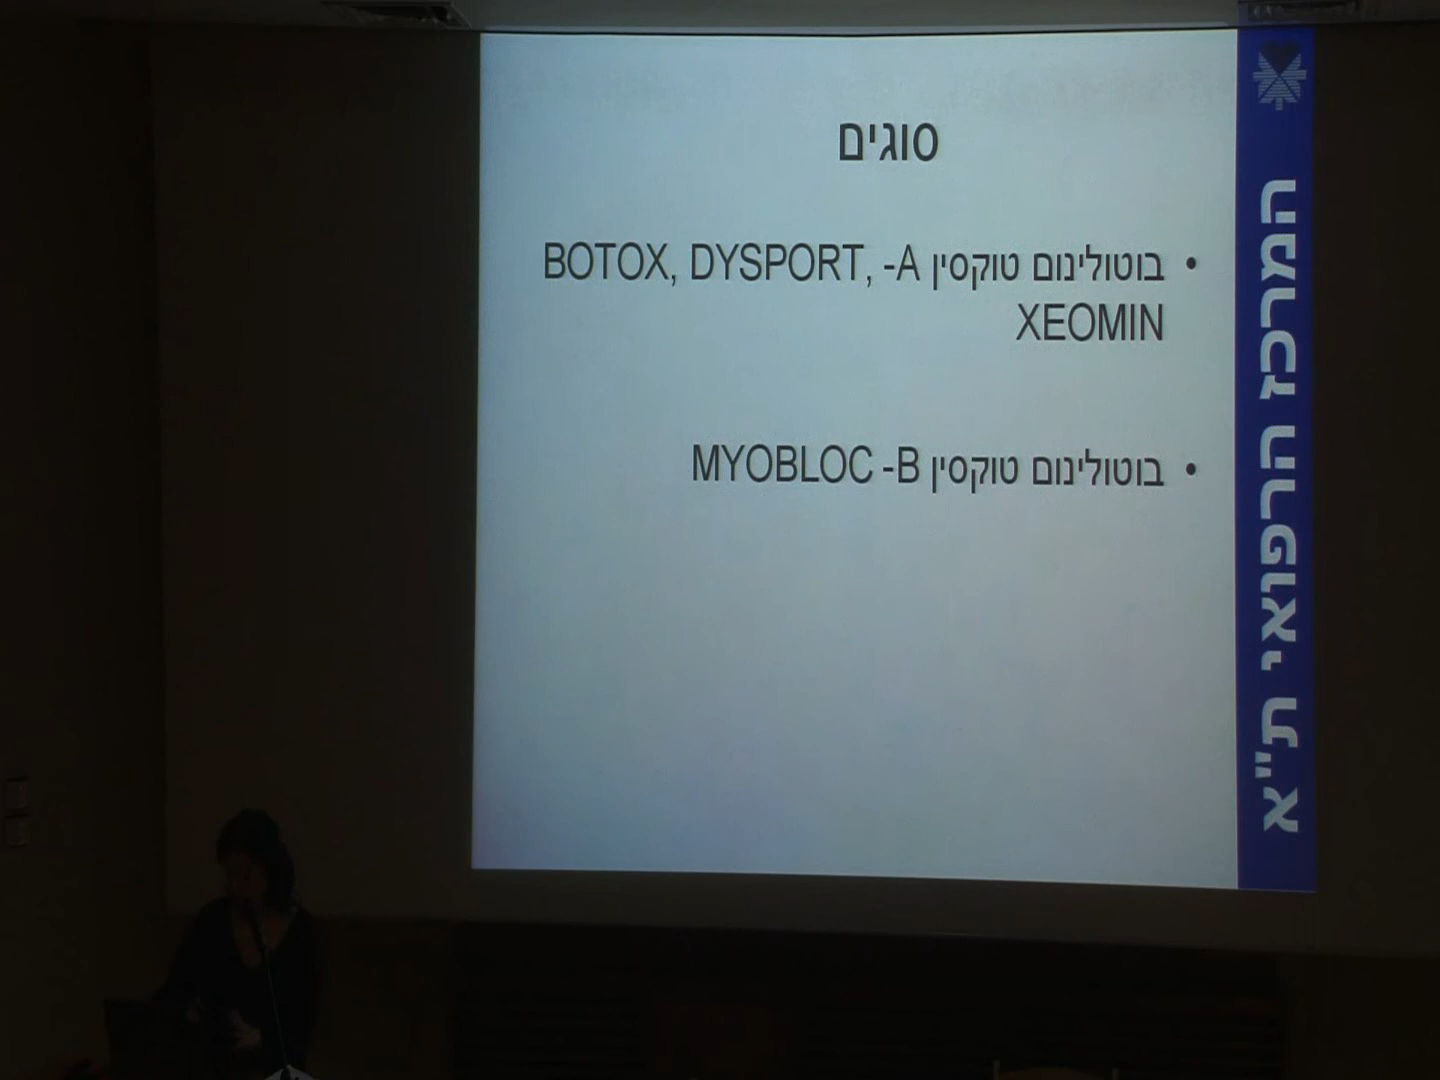 סוגים
• בוטולינום טוקסין A- BOTOX, DYSPORT,
XEOMIN
• בוטולינום טוקסין B- MYOBLOC
המרכז הרפואי ת"א